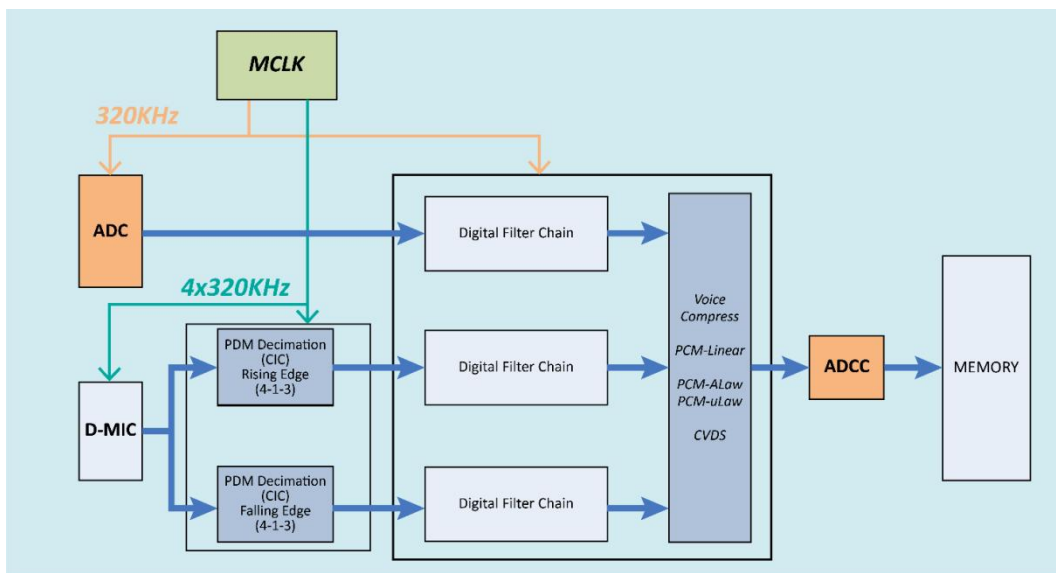 MCLK
320KHz
ADC
Digital Filter Chain
4x320KHz
PDM Decimation
(CIC)
Rising Edge
(4-1-3)
Digital Filter Chain
D-MIC
PDM Decimation
(CIC)
Falling Edge
(4-1-3)
Digital Filter Chain
Voice
Compress
PCM-Linear
PCM-ALaw
PCM-uLaw
CVDS
ADCC
MEMORY